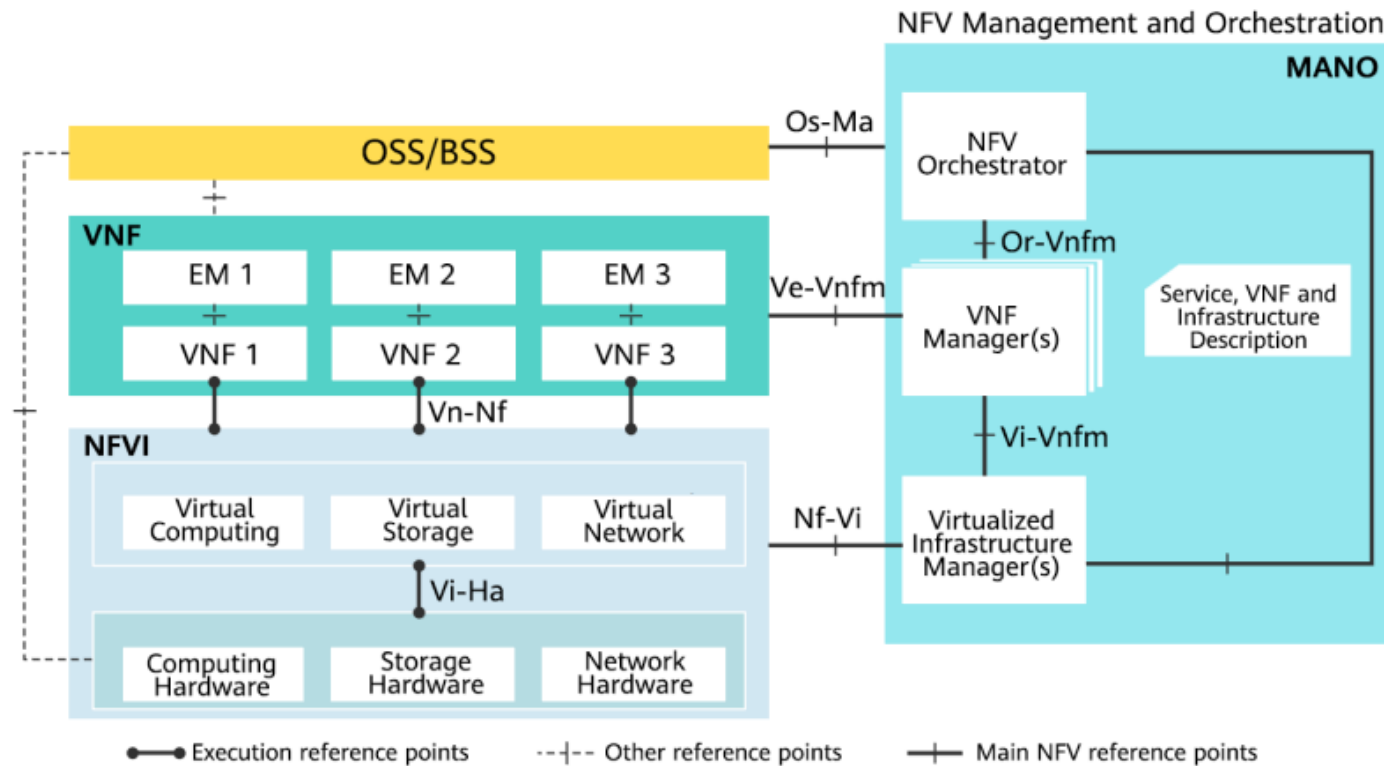 NFV Management and Orchestration
MANO
Os-Ma
OSS/BSS
NFV
Orchestrator
VNF
Or-Vnfm
EM 1
EM 2
EM 3
Ve-Vnfm
VNF
Manager(s)
Service, VNF and
Infrastructure
Description
VNF 1
VNF 2
VNF 3
Vn-Nf
Vi-Vnfm
NFVI
Virtual
Computing
Virtual
Storage
Virtual
Network
Nf-Vi
Virtualized
Infrastructure
Manager(s)
Vi-Ha
Computing
Hardware
Storage
Hardware
Network
Hardware
Execution reference points
Other reference points
Main NFV reference points